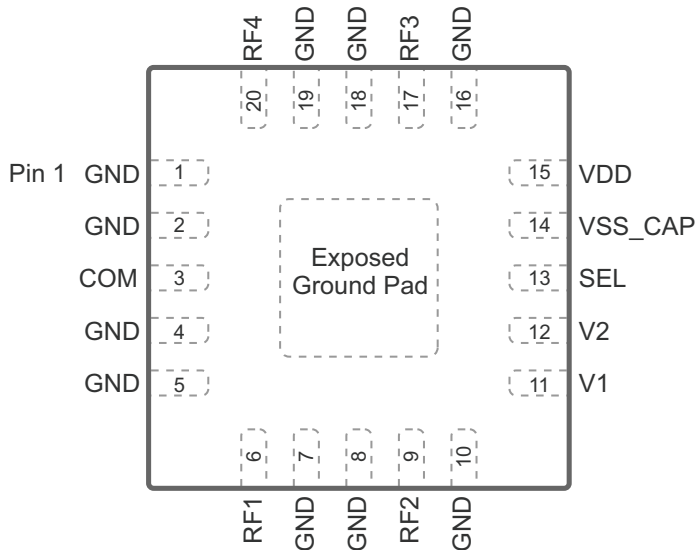 RF4
GND
GND
RF3
GND
20
19
18
17
16
Pin 1 GND 1
GND 2
COM 3
GND 4
GND 5
Exposed
Ground Pad
15 VDD
14 VSS_CAP
13 SEL
12 V2
11 V1
6
7
8
9
10
RF1
GND
GND
RF2
GND